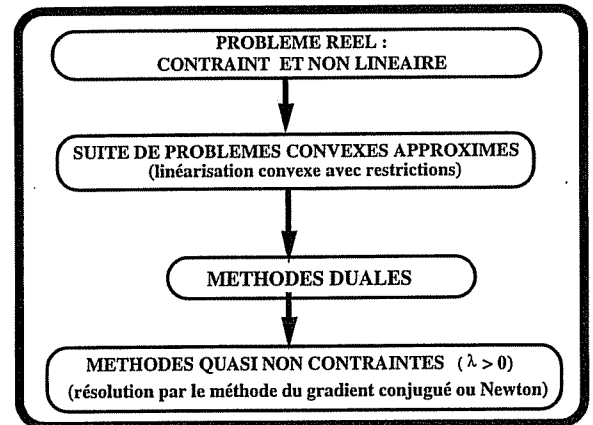 PROBLEME REEL :
CONTRAINT ET NON LINEAIRE
SUITE DE PROBLEMES CONVEXES APPROXIMES
(linéarisation convexe avec restrictions)
METHODES DUALES
METHODES QUASI NON CONTRAINTES ( λ > 0)
(résolution par le méthode du gradient conjugué ou Newton)